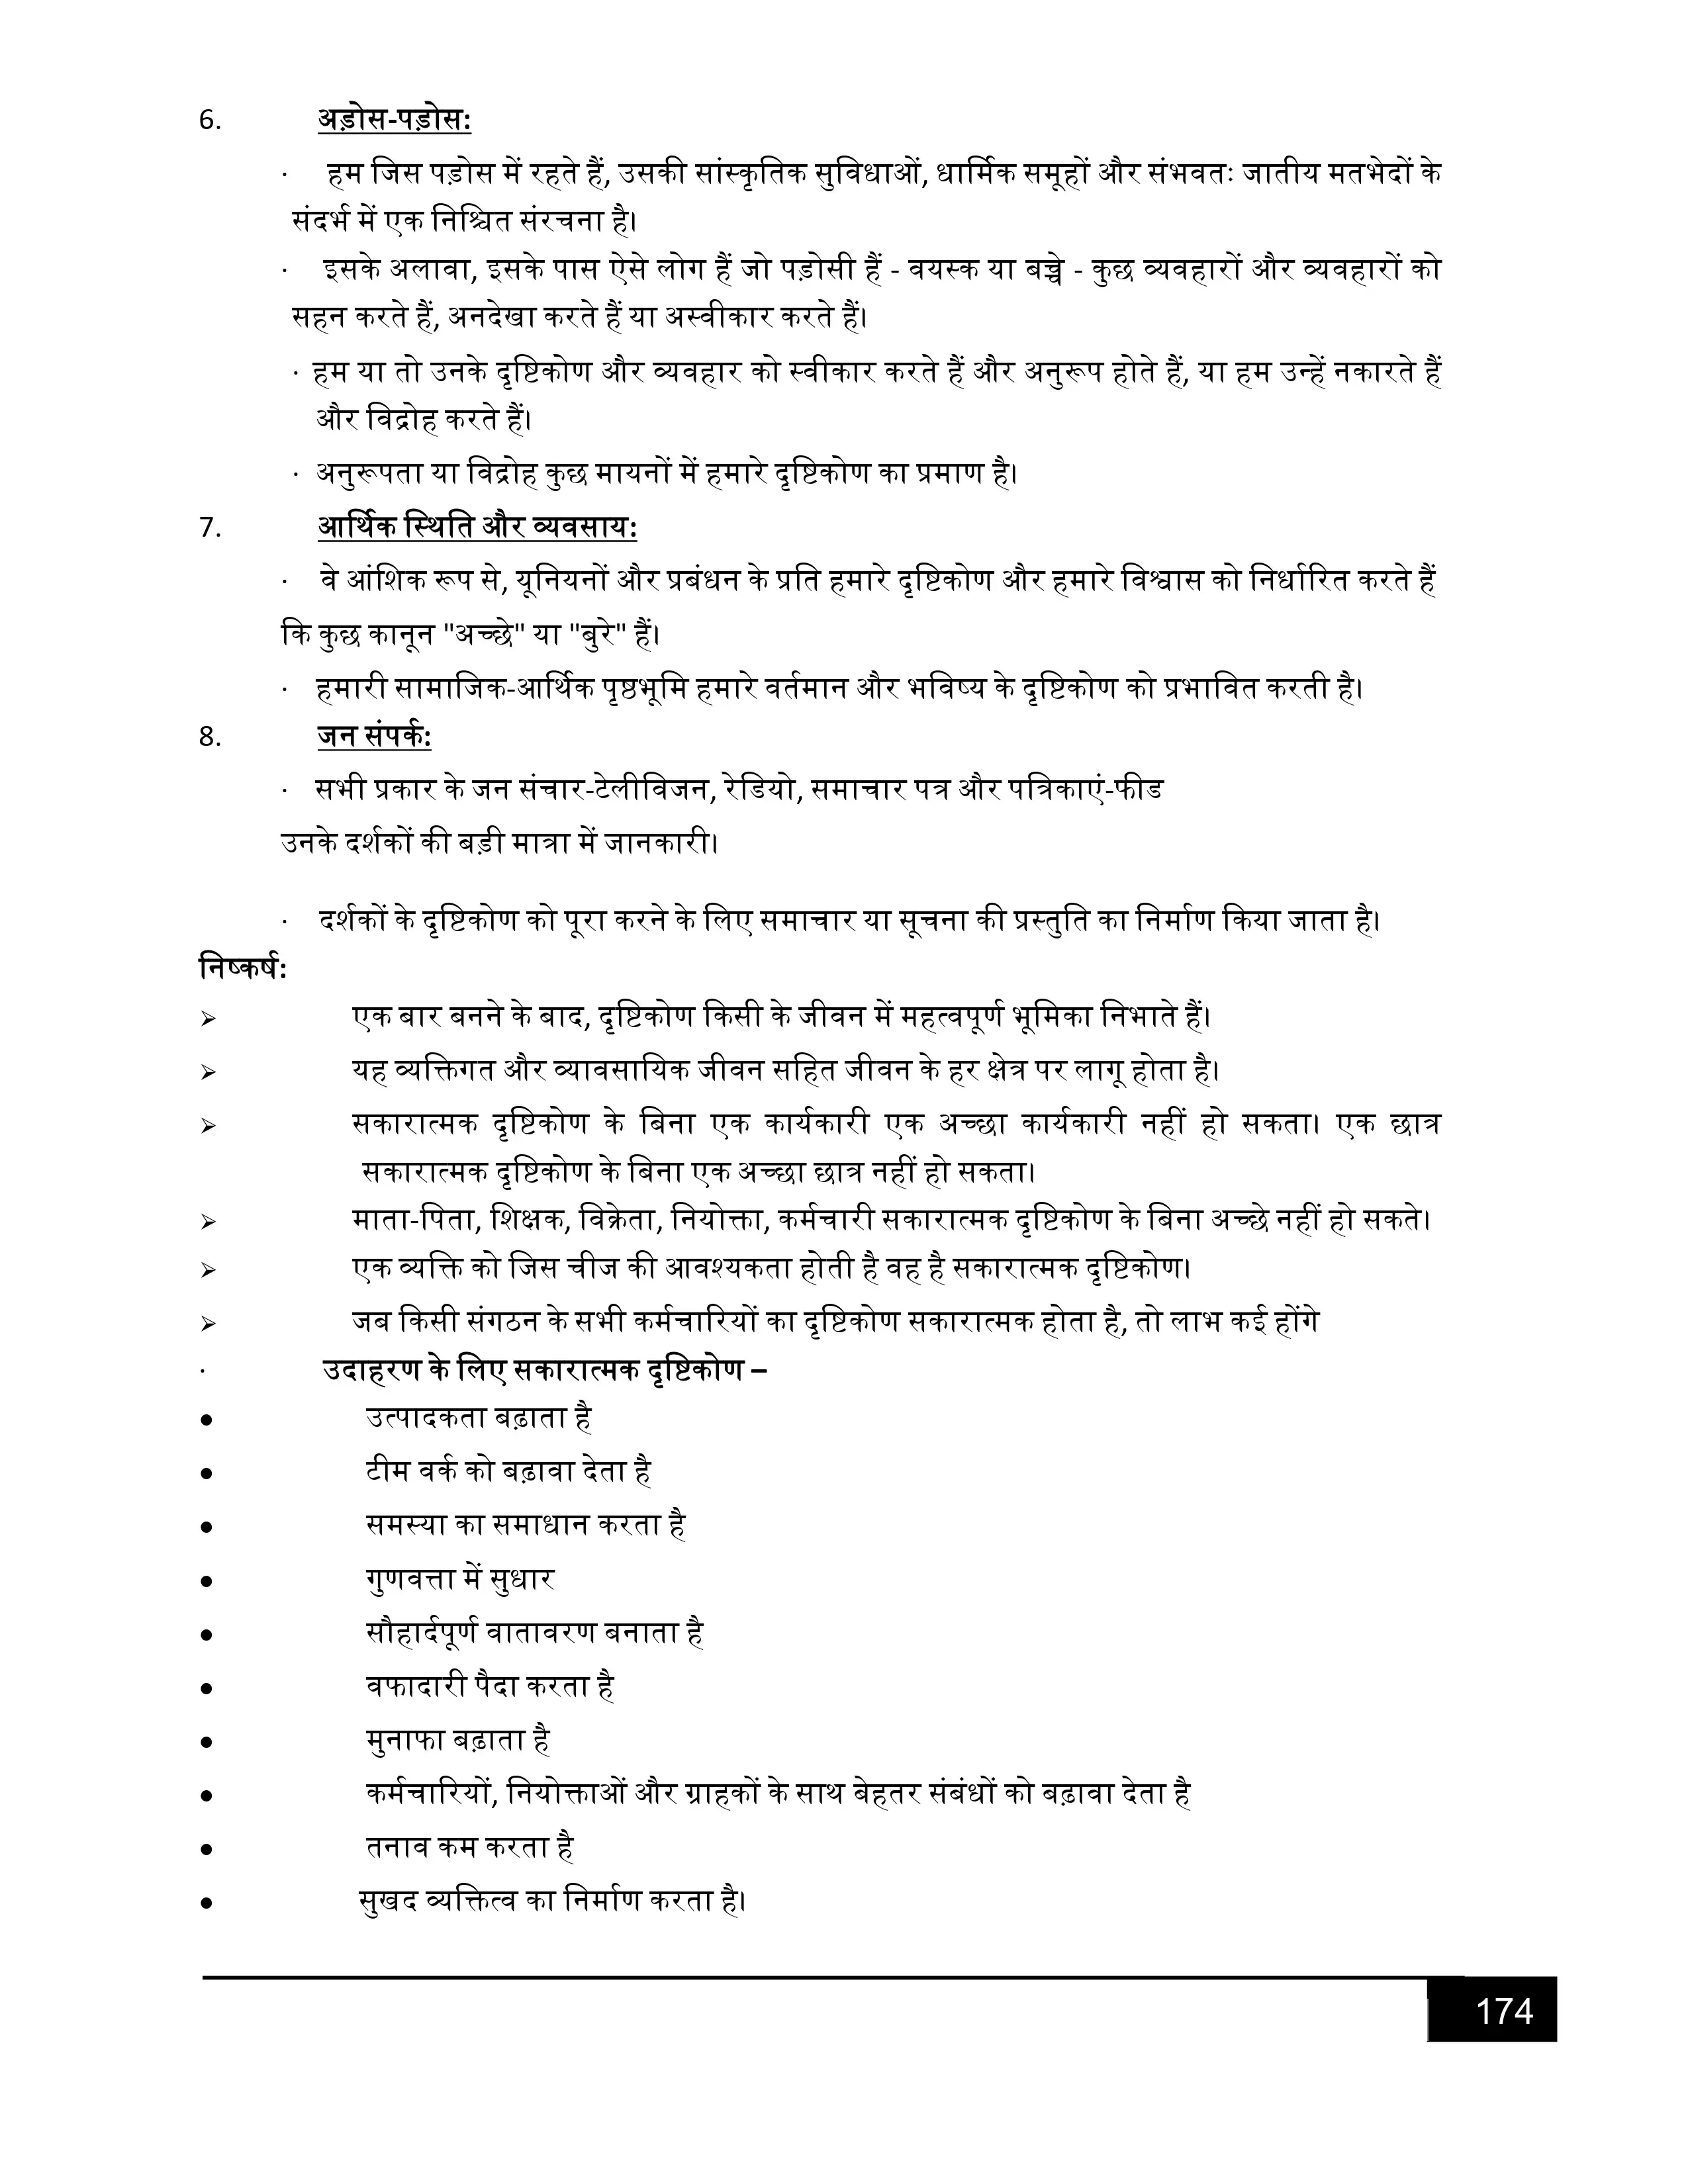 6. अड़ोस-पड़ोस:
· हम जिस पड़ोस में रहते हैं, उसकी सांस्कृतिक सुविधाओं, धार्मिक समूहों और संभवतः जातीय मतभेदों के
संदर्भ में एक निश्चित संरचना है।
· इसके अलावा, इसके पास ऐसे लोग हैं जो पड़ोसी हैं - वयस्क या बच्चे - कुछ व्यवहारों और व्यवहारों को
सहन करते हैं, अनदेखा करते हैं या अस्वीकार करते हैं।
· हम या तो उनके दृष्टिकोण और व्यवहार को स्वीकार करते हैं और अनुरूप होते हैं, या हम उन्हें नकारते हैं
और विद्रोह करते हैं।
· अनुरूपता या विद्रोह कुछ मायनों में हमारे दृष्टिकोण का प्रमाण है।
7. आर्थिक स्थिति और व्यवसाय:
· वे आंशिक रूप से, यूनियनों और प्रबंधन के प्रति हमारे दृष्टिकोण और हमारे विश्वास को निर्धारित करते हैं
कि कुछ कानून "अच्छे" या "बुरे" हैं।
· हमारी सामाजिक-आर्थिक पृष्ठभूमि हमारे वर्तमान और भविष्य के दृष्टिकोण को प्रभावित करती है।
8. जन संपर्क:
· सभी प्रकार के जन संचार-टेलीविजन, रेडियो, समाचार पत्र और पत्रिकाएं-फीड
उनके दर्शकों की बड़ी मात्रा में जानकारी।
· दर्शकों के दृष्टिकोण को पूरा करने के लिए समाचार या सूचना की प्रस्तुति का निर्माण किया जाता है।
निष्कर्ष:
➢ एक बार बनने के बाद, दृष्टिकोण किसी के जीवन में महत्वपूर्ण भूमिका निभाते हैं।
➢ यह व्यक्तिगत और व्यावसायिक जीवन सहित जीवन के हर क्षेत्र पर लागू होता है।
➢ सकारात्मक दृष्टिकोण के बिना एक कार्यकारी एक अच्छा कार्यकारी नहीं हो सकता। एक छात्र
सकारात्मक दृष्टिकोण के बिना एक अच्छा छात्र नहीं हो सकता।
➢ माता-पिता, शिक्षक, विक्रेता, नियोक्ता, कर्मचारी सकारात्मक दृष्टिकोण के बिना अच्छे नहीं हो सकते।
➢ एक व्यक्ति को जिस चीज की आवश्यकता होती है वह है सकारात्मक दृष्टिकोण।
➢ जब किसी संगठन के सभी कर्मचारियों का दृष्टिकोण सकारात्मक होता है, तो लाभ कई होंगे
· उदाहरण के लिए सकारात्मक दृष्टिकोण –
● उत्पादकता बढ़ाता है
● टीम वर्क को बढ़ावा देता है
● समस्या का समाधान करता है
● गुणवत्ता में सुधार
● सौहार्दपूर्ण वातावरण बनाता है
● वफादारी पैदा करता है
● मुनाफा बढ़ाता है
● कर्मचारियों, नियोक्ताओं और ग्राहकों के साथ बेहतर संबंधों को बढ़ावा देता है
● तनाव कम करता है
● सुखद व्यक्तित्व का निर्माण करता है।
174